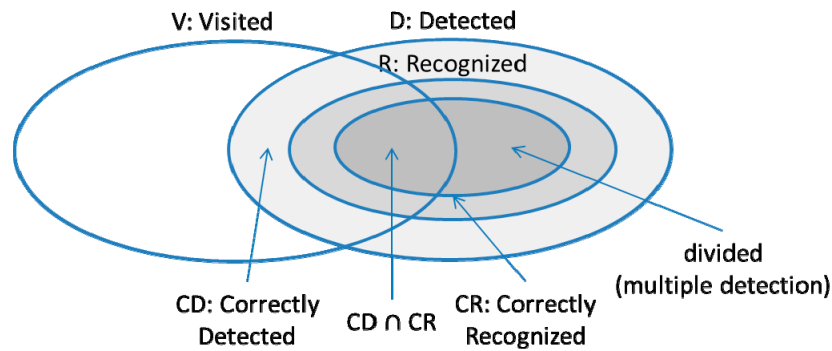 V: Visited
D: Detected
R: Recognized
divided
(multiple detection)
CD: Correctly
Detected
CD ∩ CR
CR: Correctly
Recognized